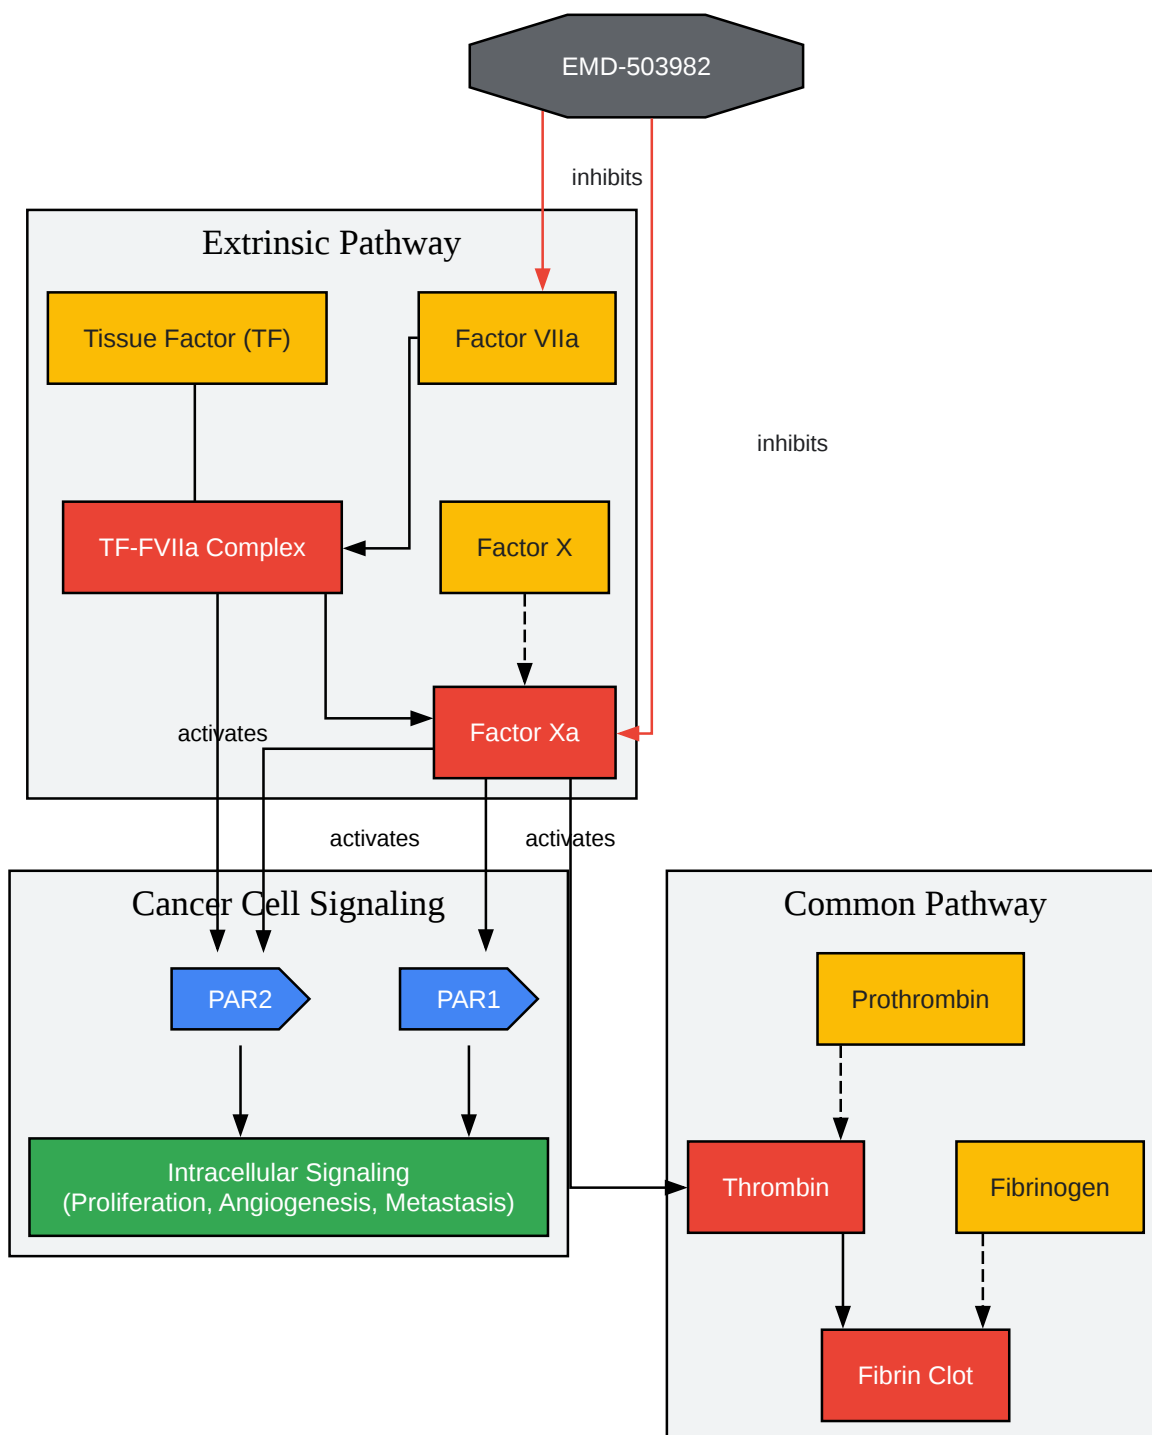 EMD-503982
inhibits
Extrinsic Pathway
Tissue Factor (TF)
Factor VIIa
inhibits
TF-FVIIa Complex
Factor X
Factor Xa
activates
activates
activates
Cancer Cell Signaling
Common Pathway
PAR2
PAR1
Prothrombin
Intracellular Signaling
(Proliferation, Angiogenesis, Metastasis)
Thrombin
Fibrinogen
Fibrin Clot